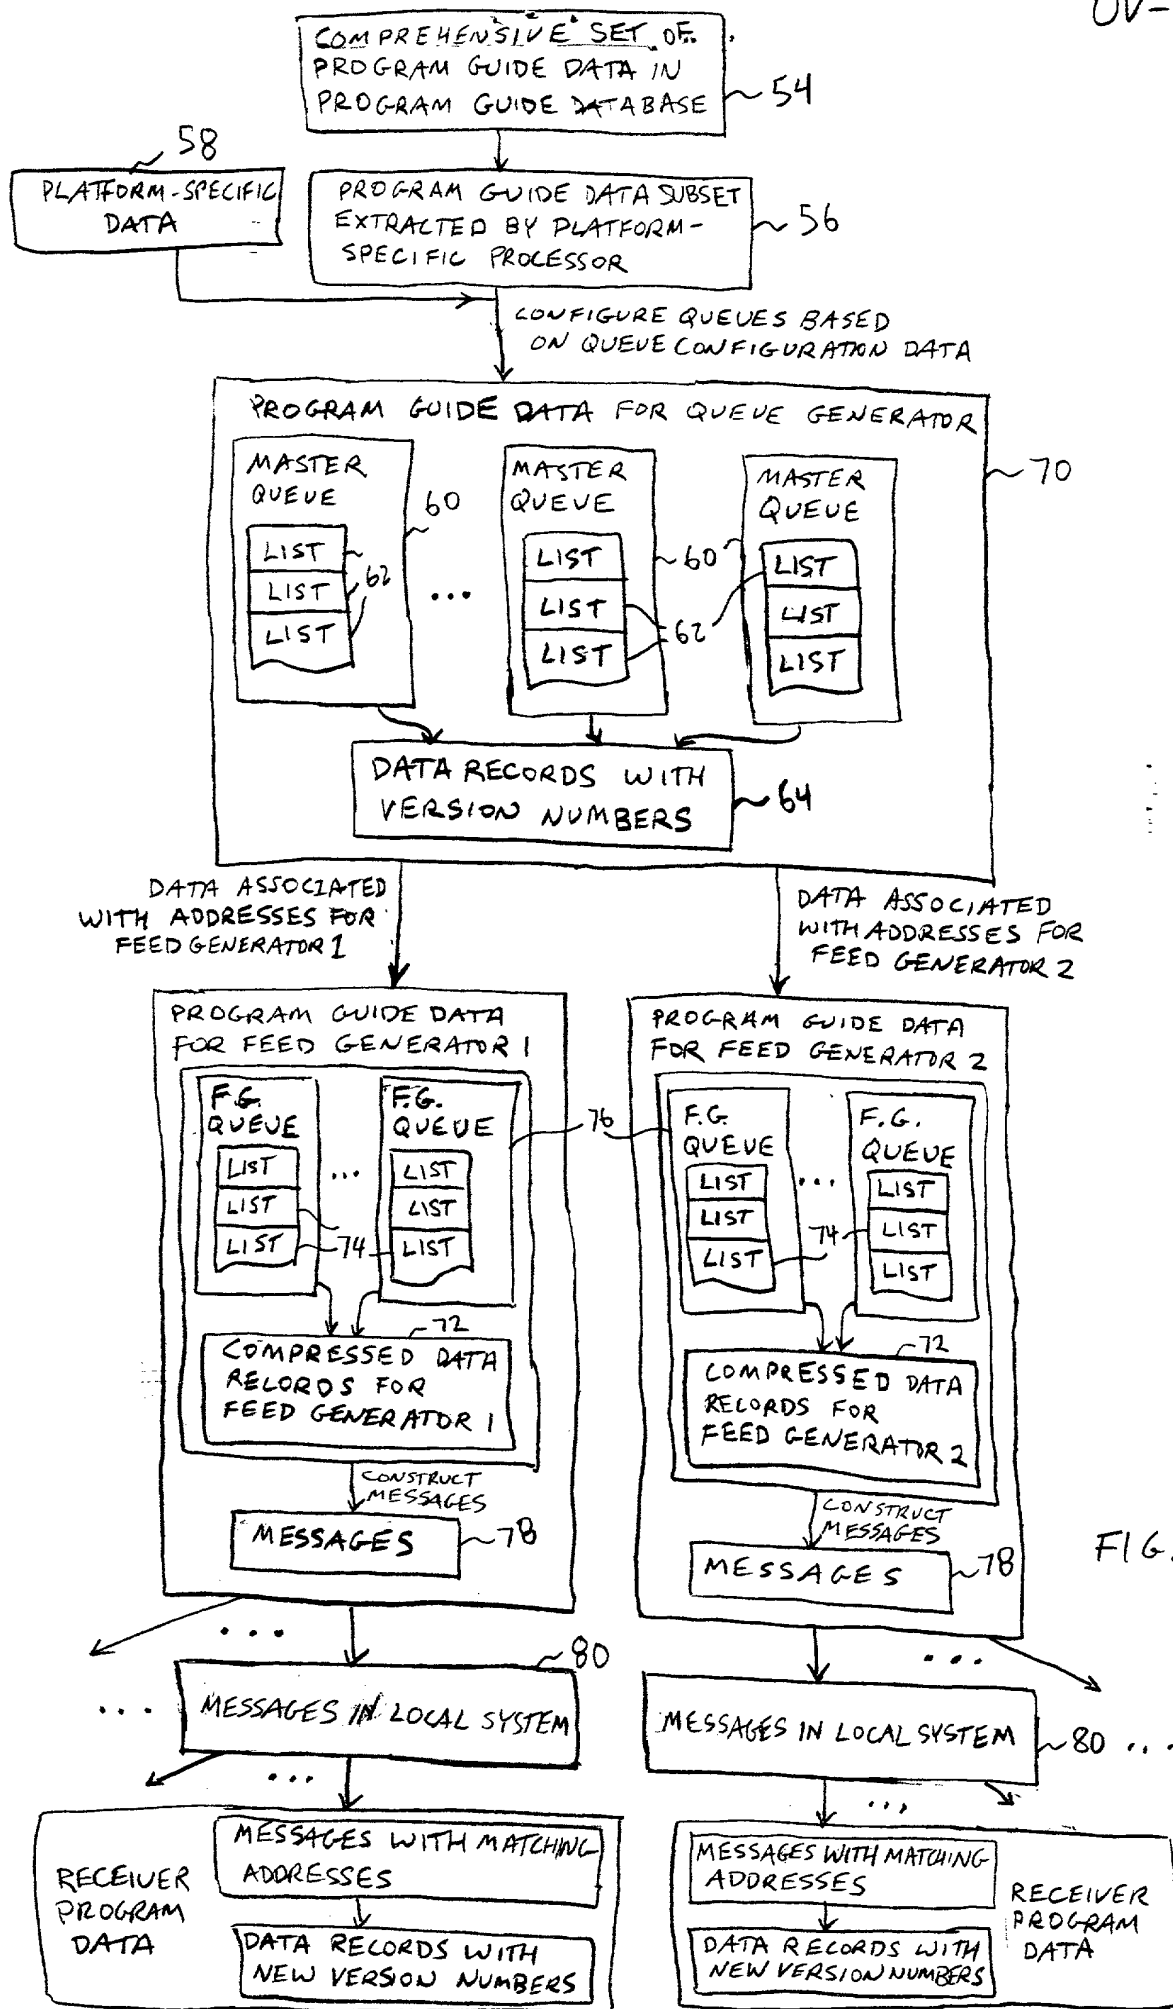 UV-
COMPREHENSIVE SET OF
PROGRAM GUIDE DATA IN
PROGRAM GUIDE DATABASE
54
58
PLATFORM-SPECIFIC
DATA
PROGRAM GUIDE DATA SUBSET
EXTRACTED BY PLATFORM-
SPECIFIC PROCESSOR
56
CONFIGURE QUEUES BASED
ON QUEUE CONFIGURATION DATA
PROGRAM GUIDE DATA FOR QUEUE GENERATOR
70
MASTER
QUEUE
60
LIST
LIST
LIST
62
...
MASTER
QUEUE
60
LIST
LIST
LIST
62
MASTER
QUEUE
LIST
LIST
LIST
DATA RECORDS WITH
VERSION NUMBERS
64
DATA ASSOCIATED
WITH ADDRESSES FOR
FEED GENERATOR 1
DATA ASSOCIATED
WITH ADDRESSES FOR
FEED GENERATOR 2
PROGRAM GUIDE DATA
FOR FEED GENERATOR 1
F.G.
QUEUE
LIST
LIST
LIST
...
F.G.
QUEUE
LIST
LIST
LIST
74
76
72
COMPRESSED DATA
RECORDS FOR
FEED GENERATOR 1
CONSTRUCT
MESSAGES
MESSAGES
78
PROGRAM GUIDE DATA
FOR FEED GENERATOR 2
F.G.
QUEUE
LIST
LIST
LIST
...
F.G.
QUEUE
LIST
LIST
LIST
74
72
COMPRESSED DATA
RECORDS FOR
FEED GENERATOR 2
CONSTRUCT
MESSAGES
MESSAGES
78
FIG.
...
80
... MESSAGES IN LOCAL SYSTEM
...
MESSAGES IN LOCAL SYSTEM
80 ...
...
RECEIVER
PROGRAM
DATA
MESSAGES WITH MATCHING
ADDRESSES
DATA RECORDS WITH
NEW VERSION NUMBERS
...
MESSAGES WITH MATCHING
ADDRESSES
DATA RECORDS WITH
NEW VERSION NUMBERS
RECEIVER
PROGRAM
DATA